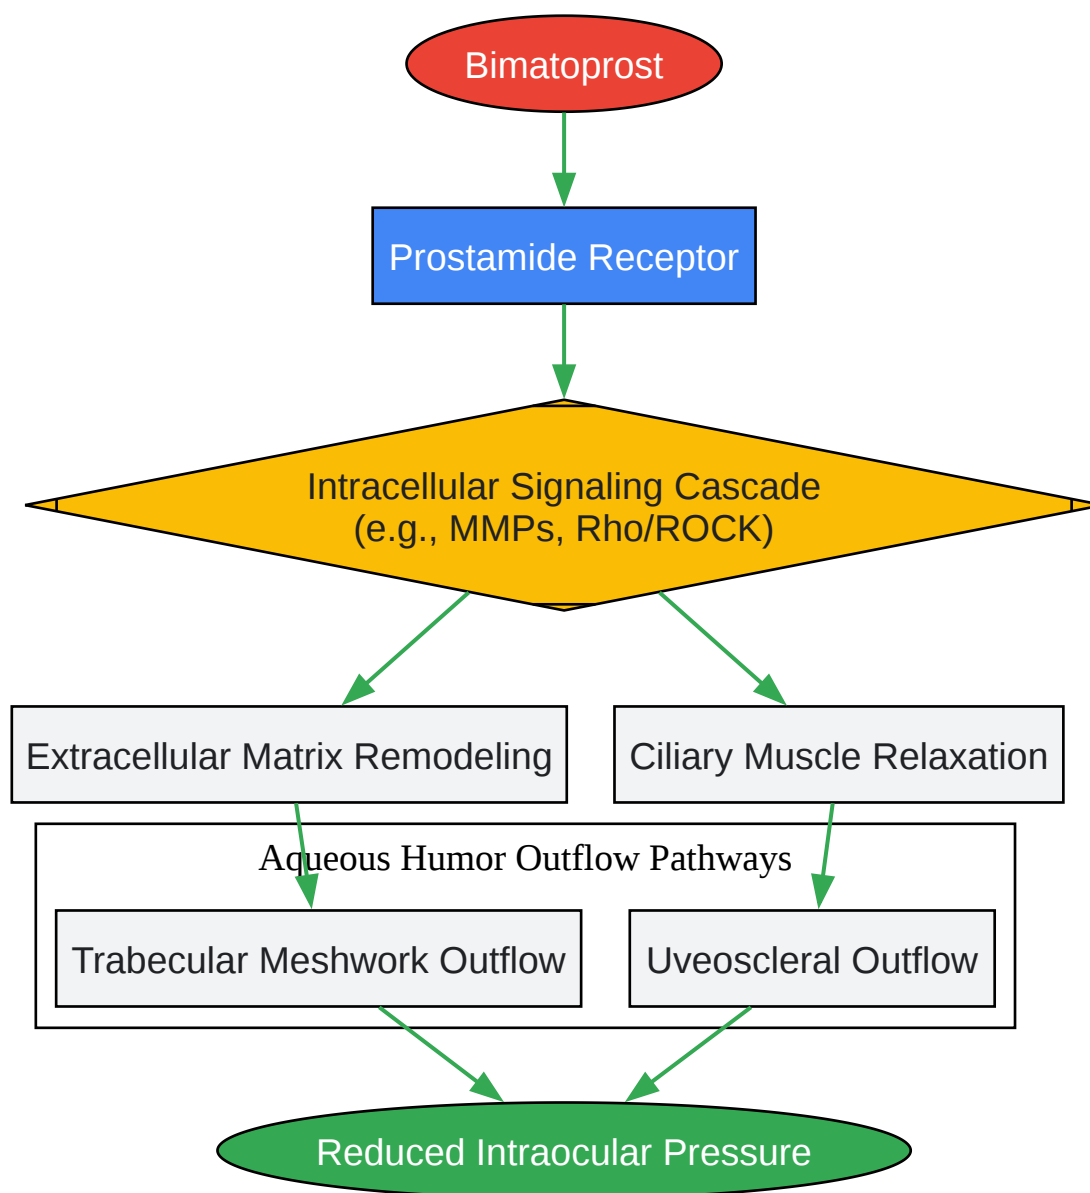 Bimatoprost
Prostamide Receptor
Intracellular Signaling Cascade
(e.g., MMPs, Rho/ROCK)
Extracellular Matrix Remodeling
Ciliary Muscle Relaxation
Aqueous Humor Outflow Pathways
Trabecular Meshwork Outflow
Uveoscleral Outflow
Reduced Intraocular Pressure